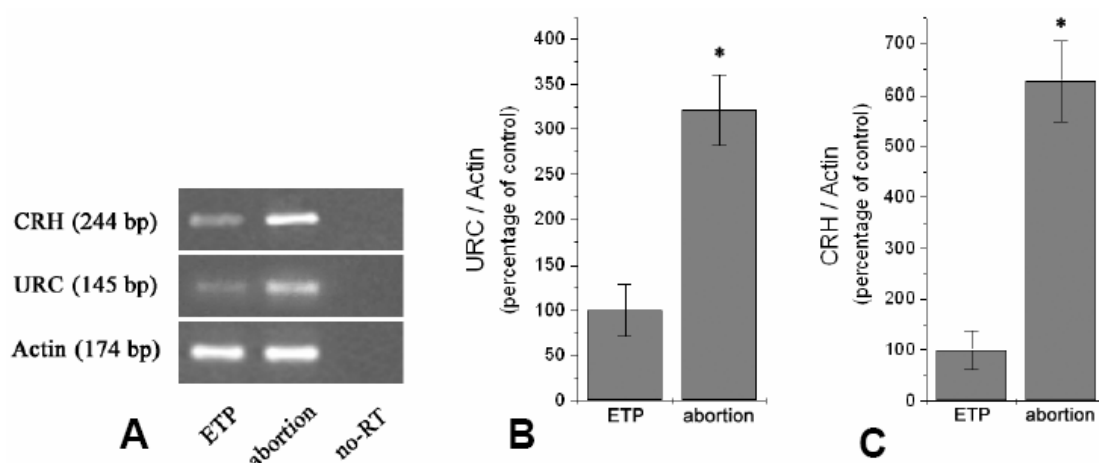 CRH (244 bp)
URC (145 bp)
Actin (174 bp)
ETP
abortion
no-RT
A
URC / Actin
(percentage of control)
400
350
300
250
200
150
100
50
0
*
ETP
abortion
B
CRH / Actin
(percentage of control)
700
600
500
400
300
200
100
0
*
ETP
abortion
C